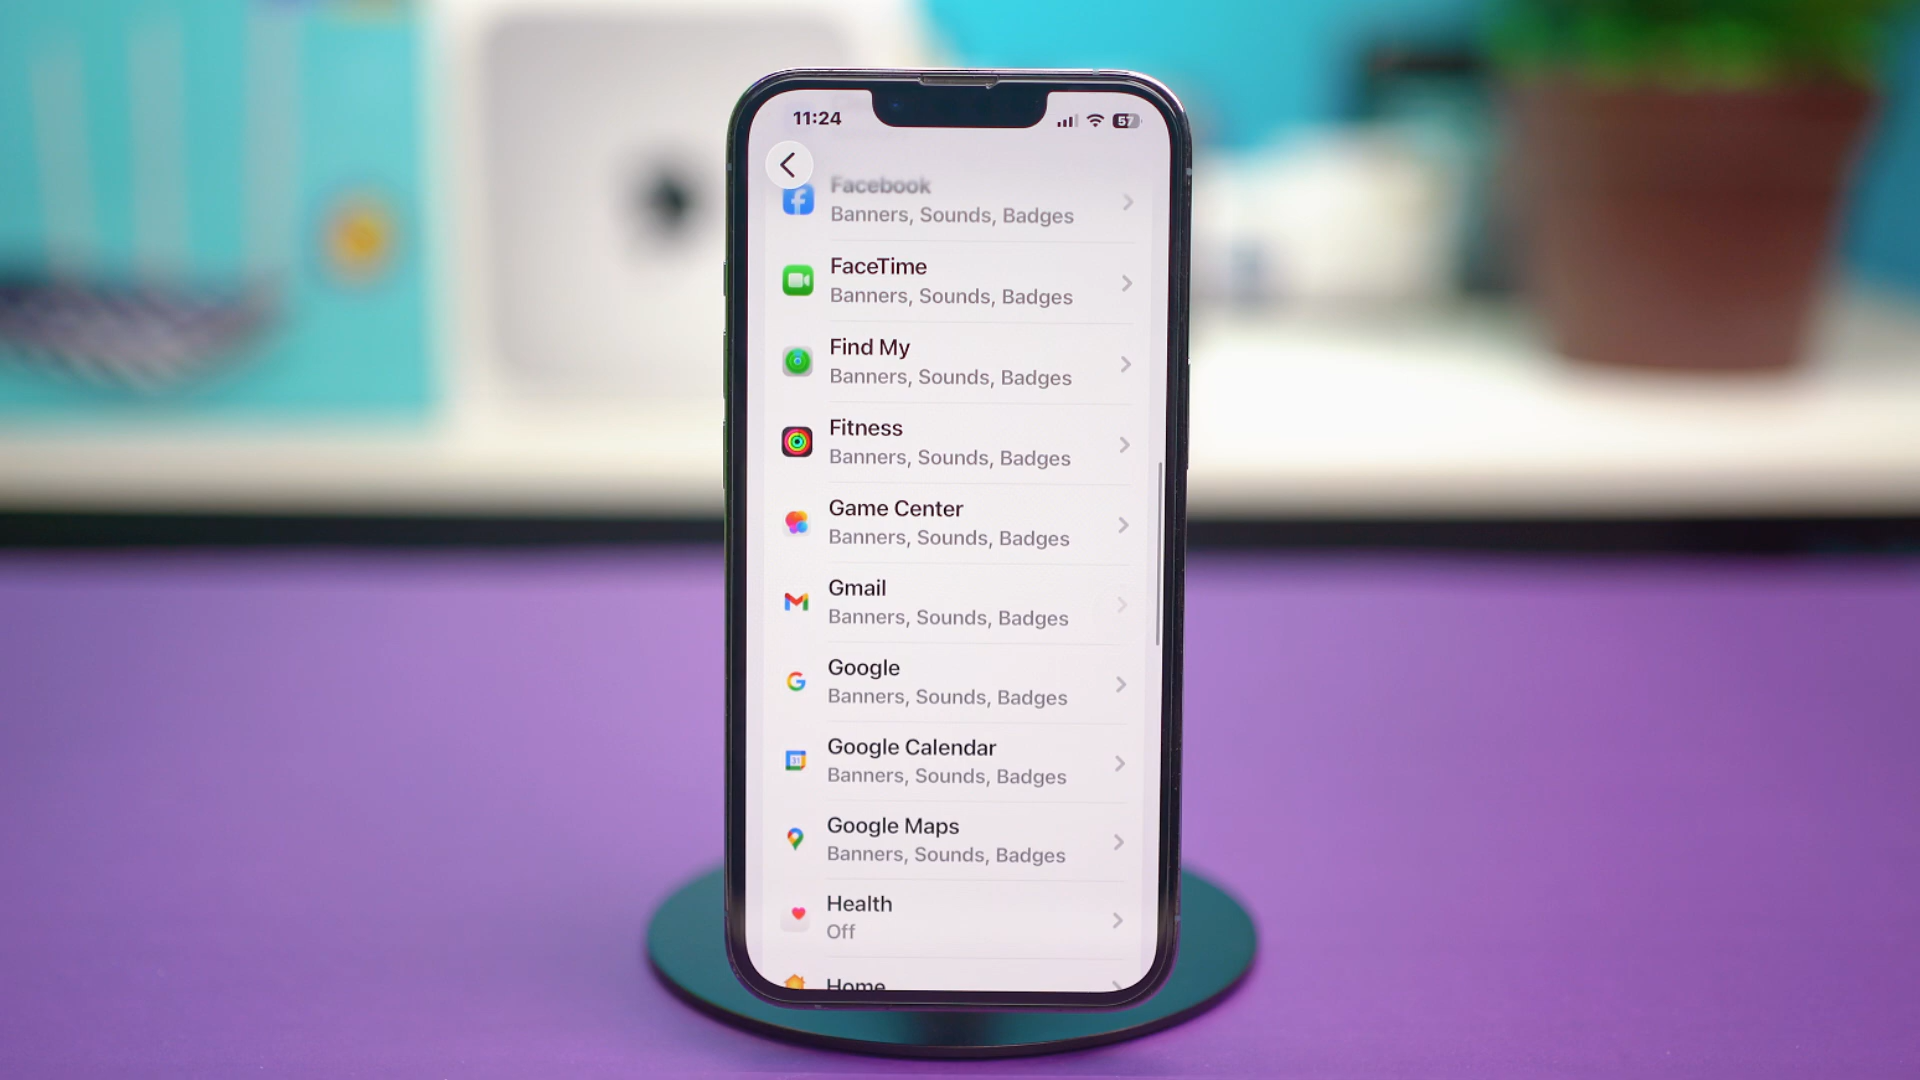 11:24
57
Facebook
Banners, Sounds, Badges
FaceTime
Banners, Sounds, Badges
Find My
Banners, Sounds, Badges
Fitness
Banners, Sounds, Badges
Game Center
Banners, Sounds, Badges
Gmail
Banners, Sounds, Badges
Google
Banners, Sounds, Badges
31
Google Calendar
Banners, Sounds, Badges
Google Maps
Banners, Sounds, Badges
Health
Off
Home